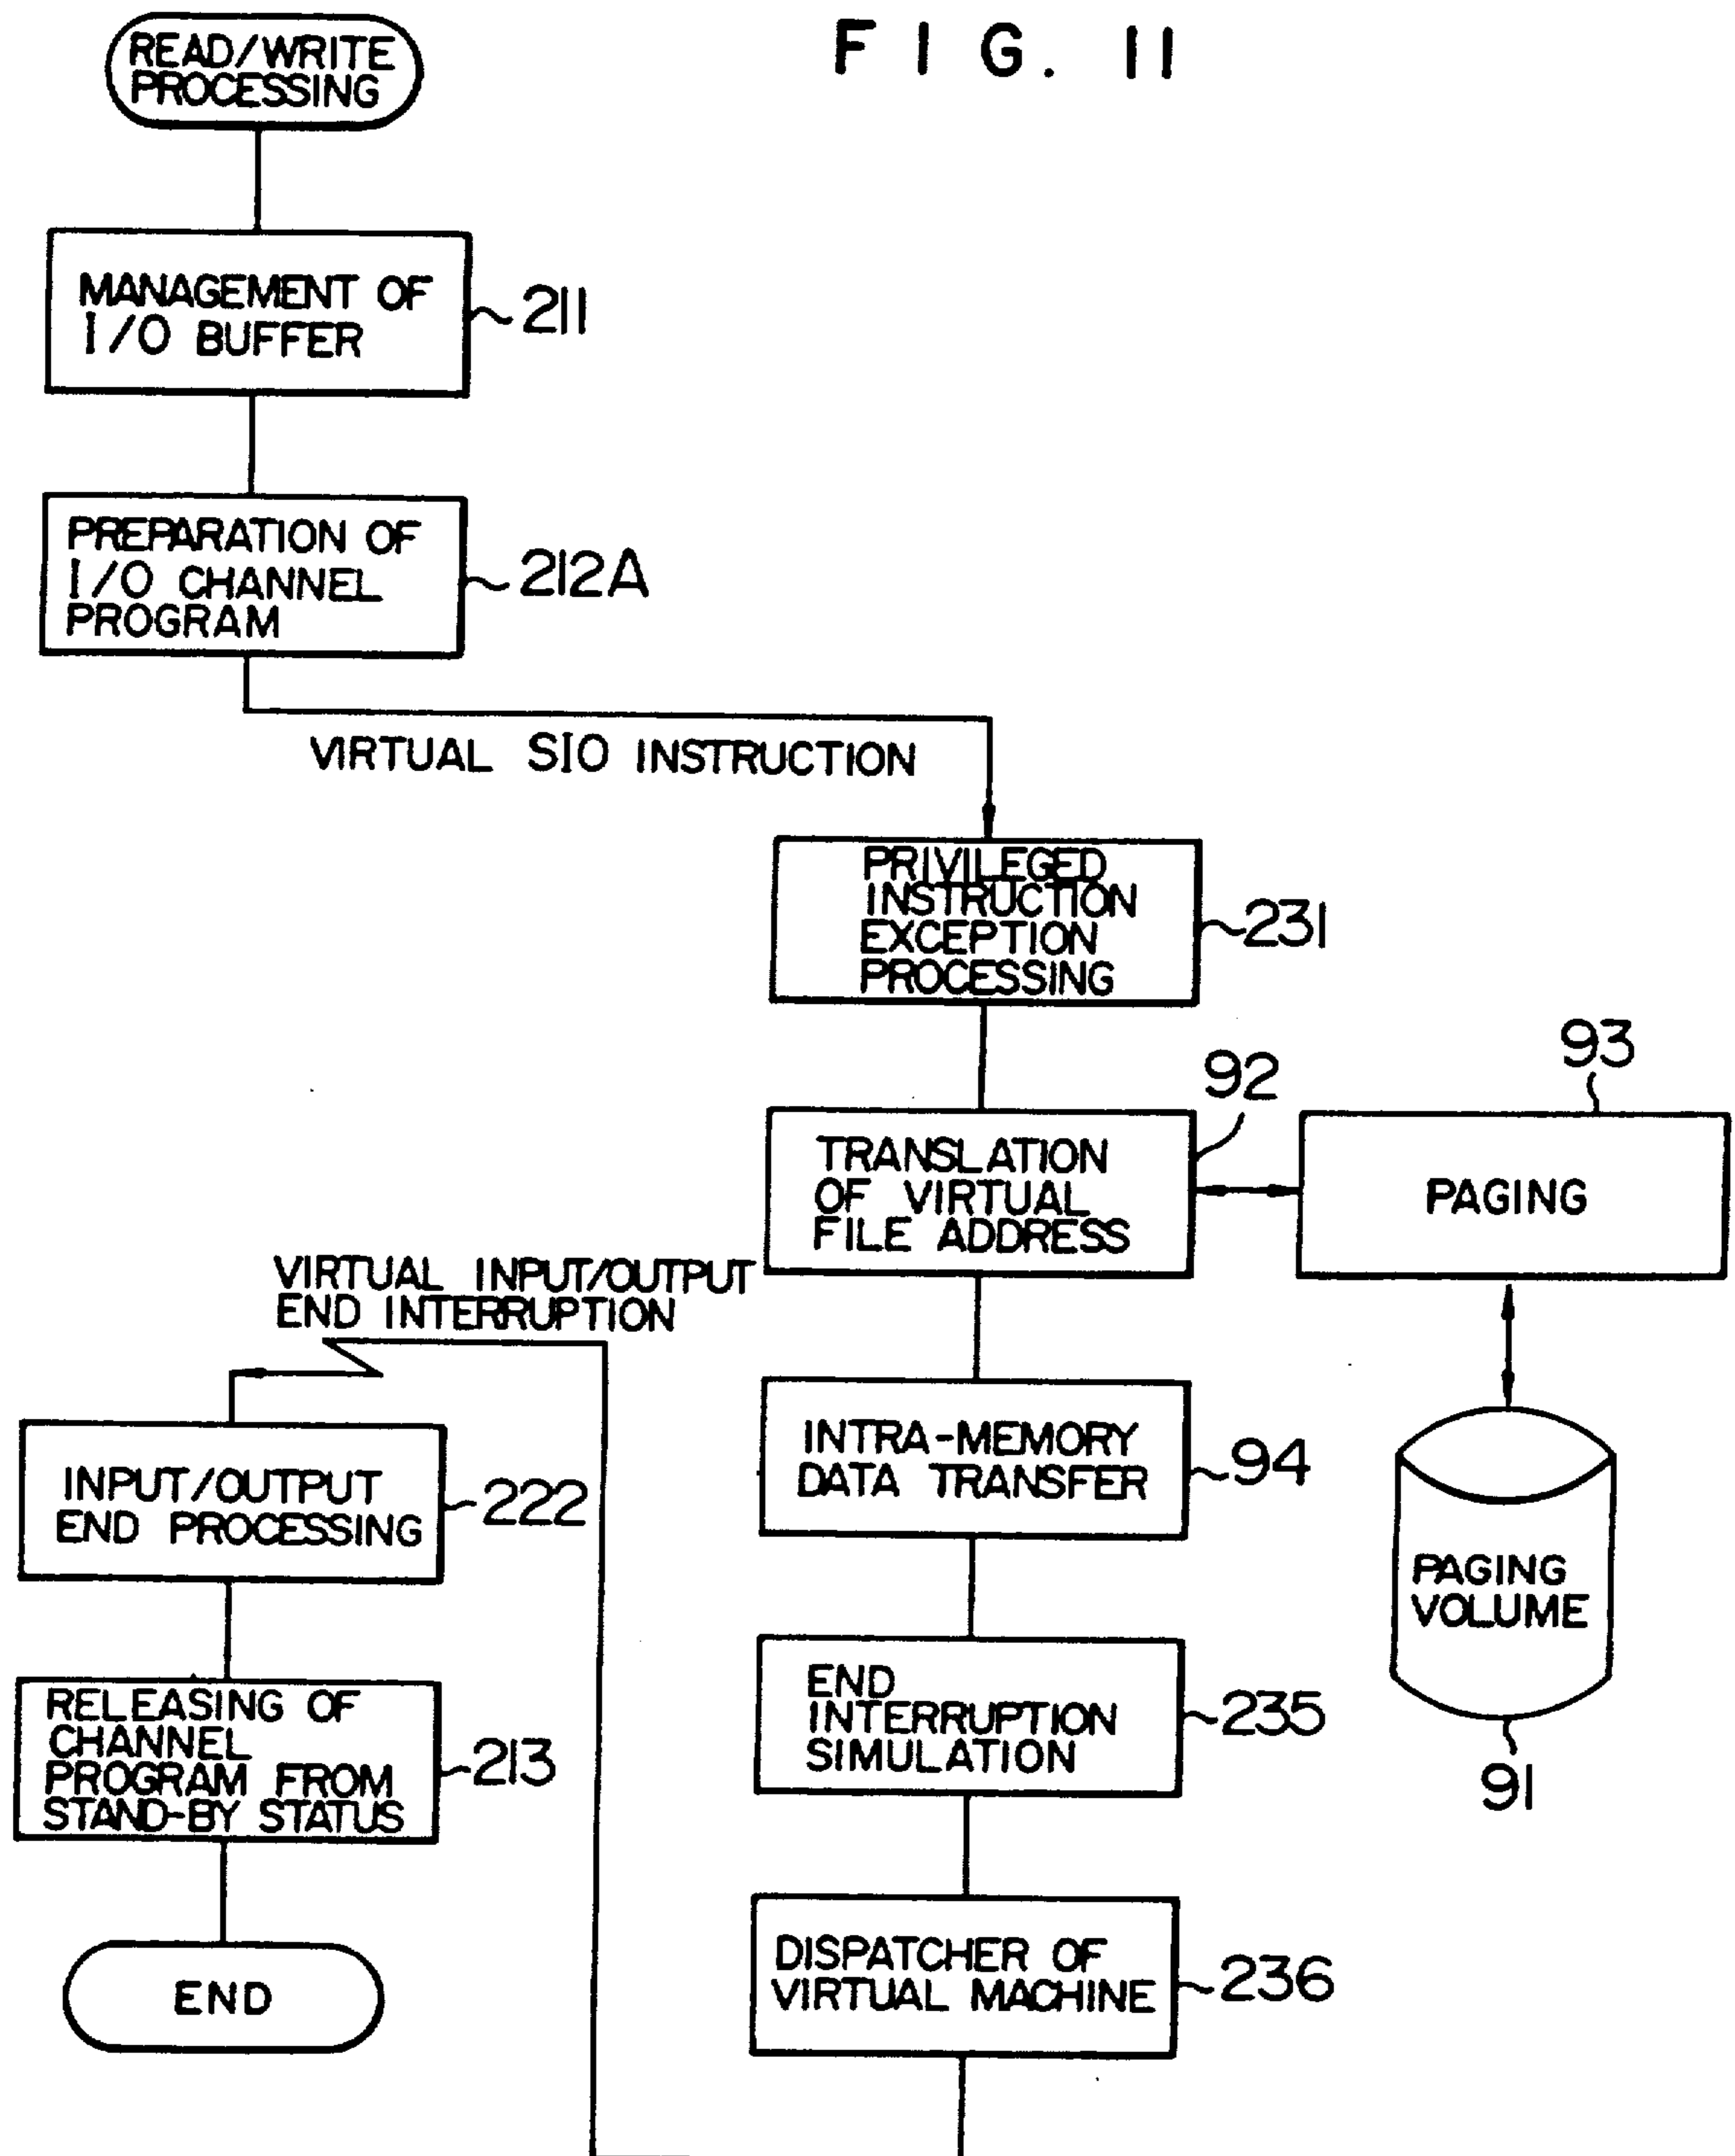 FIG. 11
READ/WRITE
PROCESSING
MANAGEMENT OF
I/O BUFFER
211
PREPARATION OF
I/O CHANNEL
PROGRAM
212A
VIRTUAL SIO INSTRUCTION
PRIVILEGED
INSTRUCTION
EXCEPTION
PROCESSING
231
92
93
TRANSLATION
OF VIRTUAL
FILE ADDRESS
PAGING
VIRTUAL INPUT/OUTPUT
END INTERRUPTION
INTRA-MEMORY
DATA TRANSFER
94
INPUT/OUTPUT
END PROCESSING
222
PAGING
VOLUME
91
END
INTERRUPTION
SIMULATION
235
RELEASING OF
CHANNEL
PROGRAM FROM
STAND-BY STATUS
213
DISPATCHER OF
VIRTUAL MACHINE
236
END